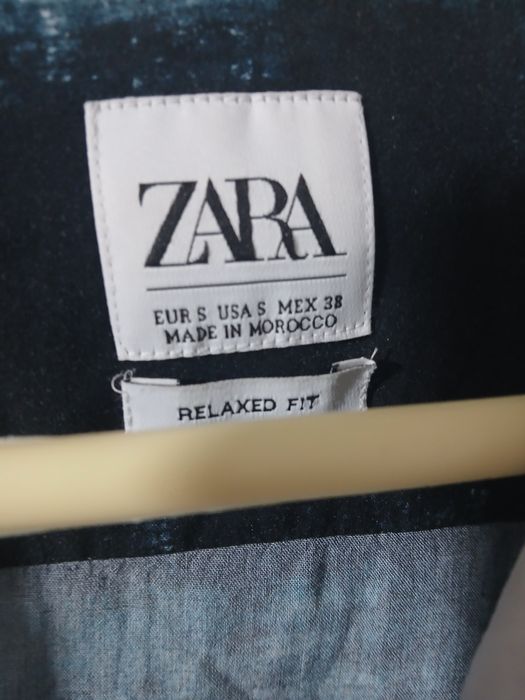 ZARA
EUR S USA S MEX 38
MADE IN MOROCCO
RELAXED FIT